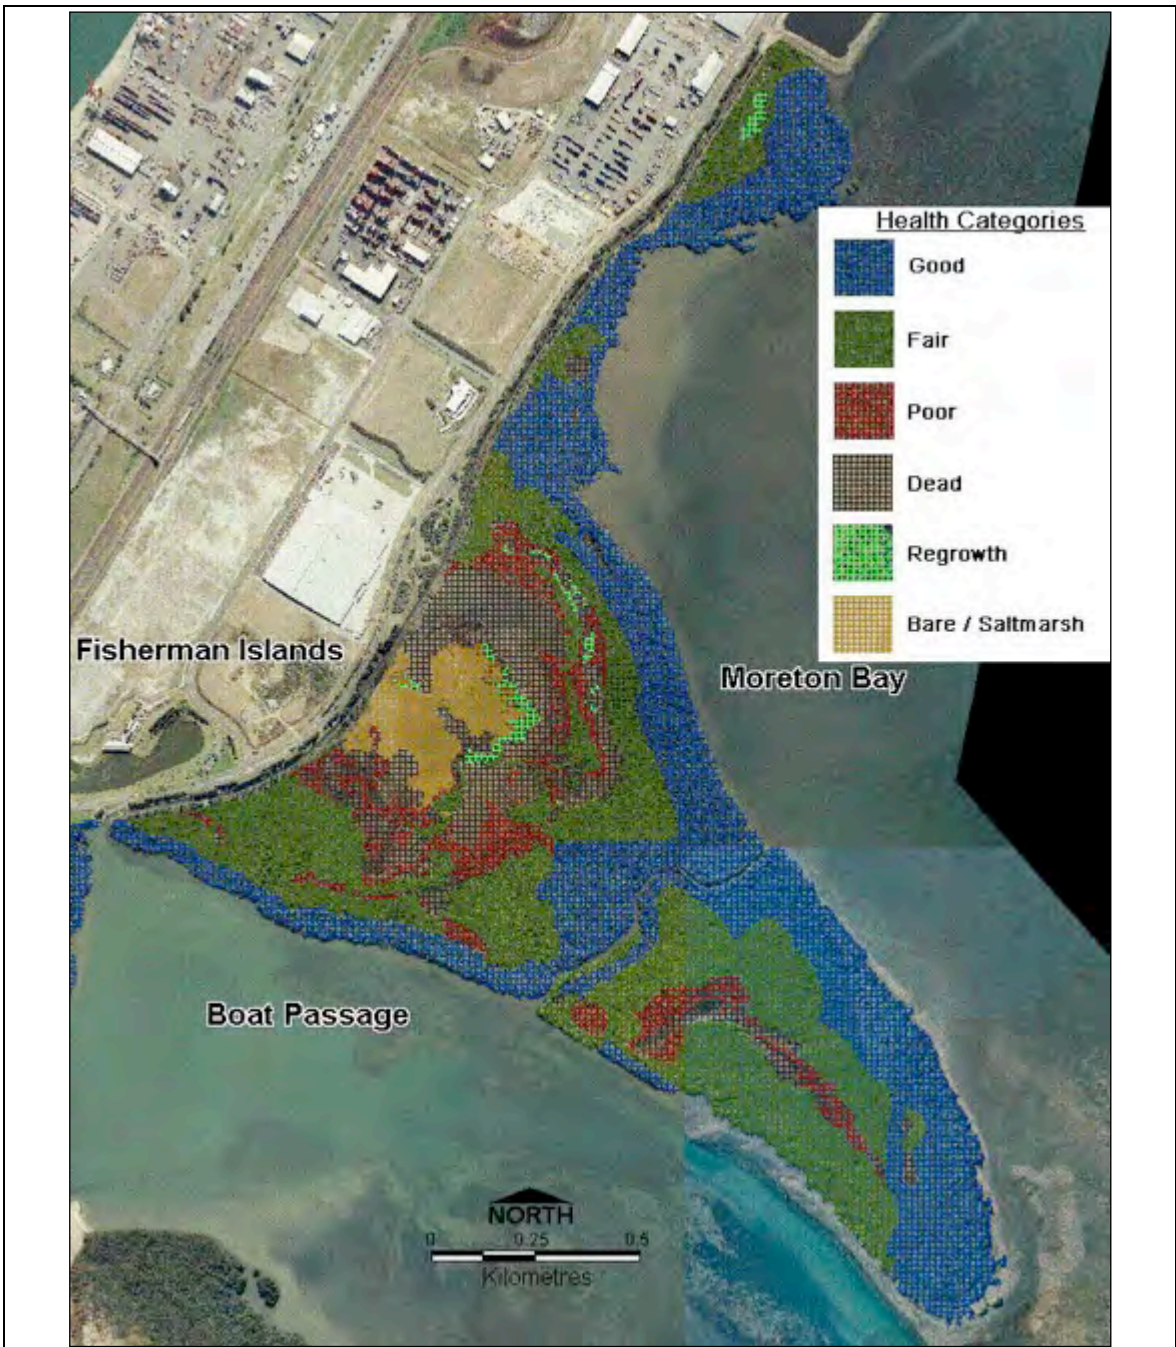 Health Categories
Good
Fair
Poor
Dead
Regrowth
Bare / Saltmarsh
Fisherman Islands
Moreton Bay
Boat Passage
NORTH
0 0.25 0.5
Kilometres